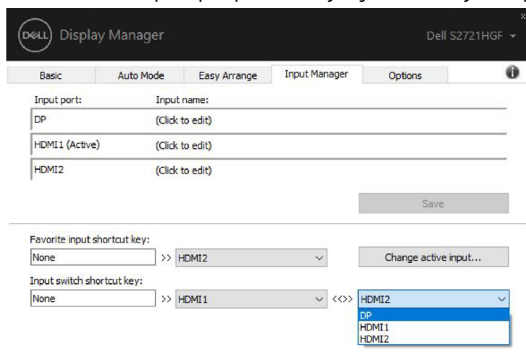 DELL Display Manager Dell S2721HGF
Basic Auto Mode Easy Arrange Input Manager Options
Input port: Input name:
DP (Click to edit)
HDMI1 (Active) (Click to edit)
HDMI2 (Click to edit)
Save
Favorite input shortcut key:
None >> HDMI2 Change active input...
Input switch shortcut key:
None >> HDMI1 <<>> HDMI2
DP
HDMI1
HDMI2